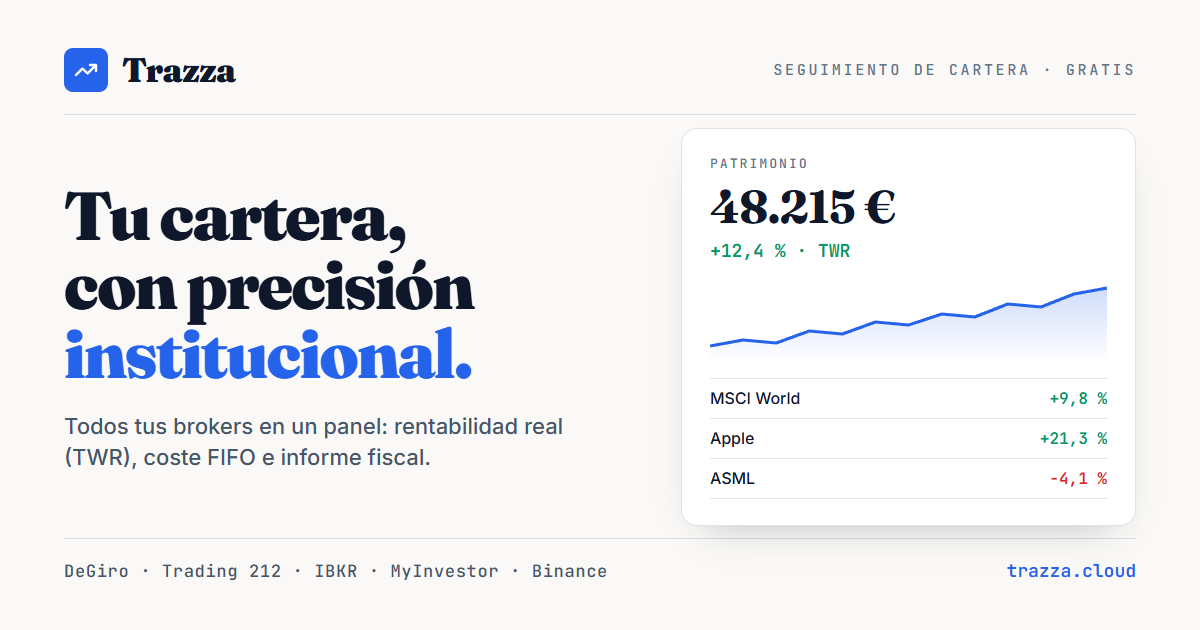 Trazza
SEGUIMIENTO DE CARTERA · GRATIS
Tu cartera,
con precisión
institucional.
Todos tus brokers en un panel: rentabilidad real
(TWR), coste FIFO e informe fiscal.
PATRIMONIO
48.215 €
+12,4 % · TWR
MSCI World +9,8 %
Apple +21,3 %
ASML -4,1 %
DeGiro · Trading 212 · IBKR · MyInvestor · Binance
trazza.cloud